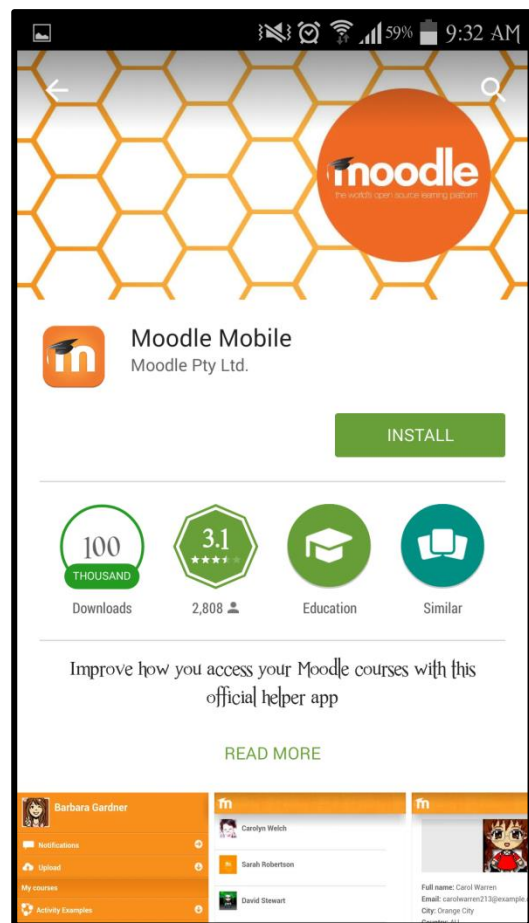 59% 9:32 AM
moodle
the world's open source learning platform
Moodle Mobile
Moodle Pty Ltd.
INSTALL
100
THOUSAND
Downloads
3.1
2,808
Education
Similar
Improve how you access your Moodle courses with this
official helper app
READ MORE
Barbara Gardner
Notifications
Upload
My courses
Activity Examples
m
Carolyn Welch
Sarah Robertson
David Stewart
m
Full name: Carol Warren
Email: carolwarren213@example.
City: Orange City